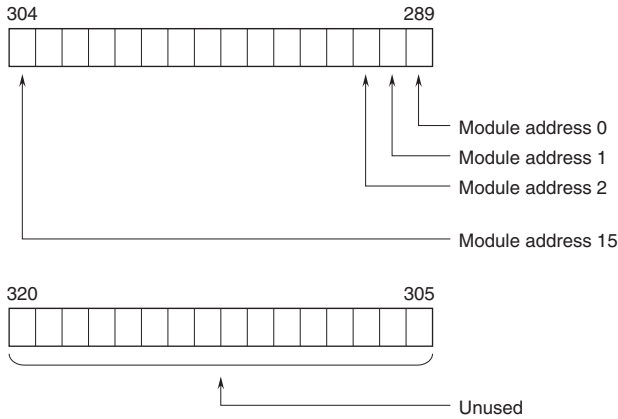 304 289
Module address 0
Module address 1
Module address 2
Module address 15
320 305
Unused